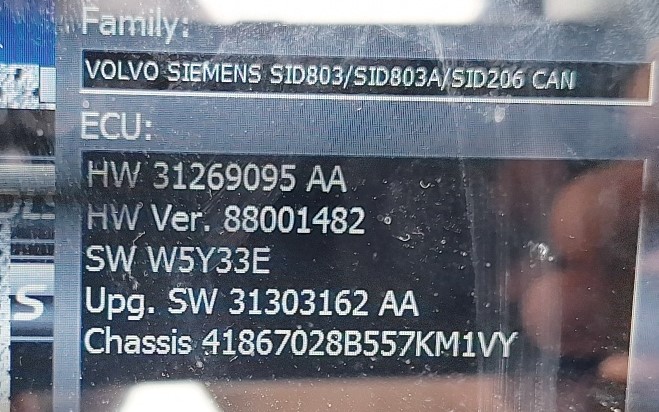 Family:
VOLVO SIEMENS SID803/SID803A/SID206 CAN
ECU:
HW 31269095 AA
HW Ver. 88001482
SW W5Y33E
Upg. SW 31303162 AA
Chassis 41867028B557KM1VY
S